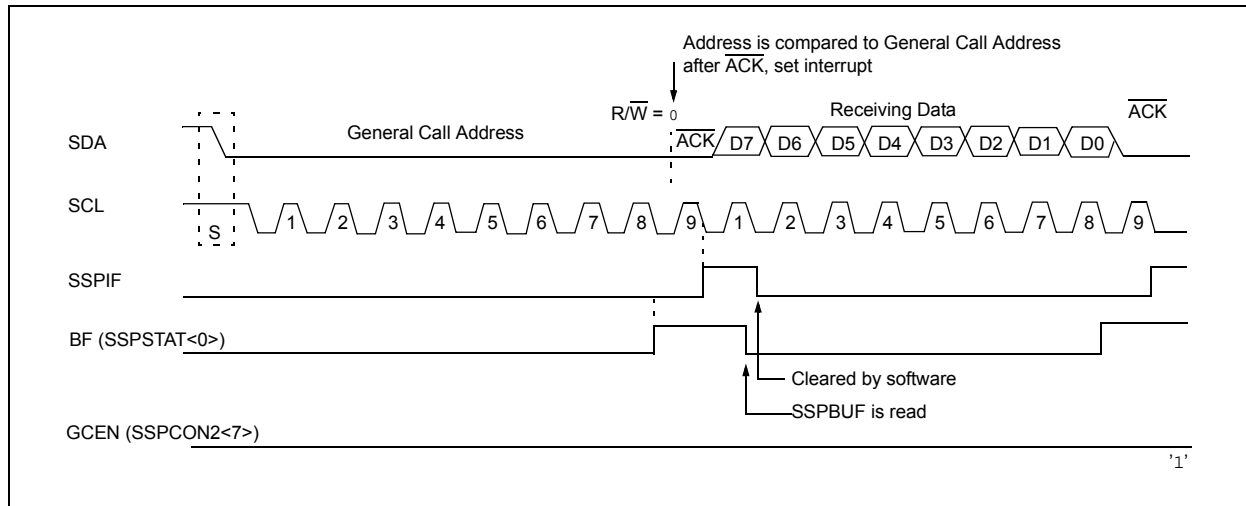 Address is compared to General Call Address
after ACK, set interrupt
R/W = 0
Receiving Data
ACK
General Call Address
SDA
ACK
D7 D6 D5 D4 D3 D2 D1 D0
SCL
S
1 2 3 4 5 6 7 8 9 1 2 3 4 5 6 7 8 9
SSPIF
BF (SSPSTAT<0>)
Cleared by software
SSPBUF is read
GCEN (SSPCON2<7>)
'1'